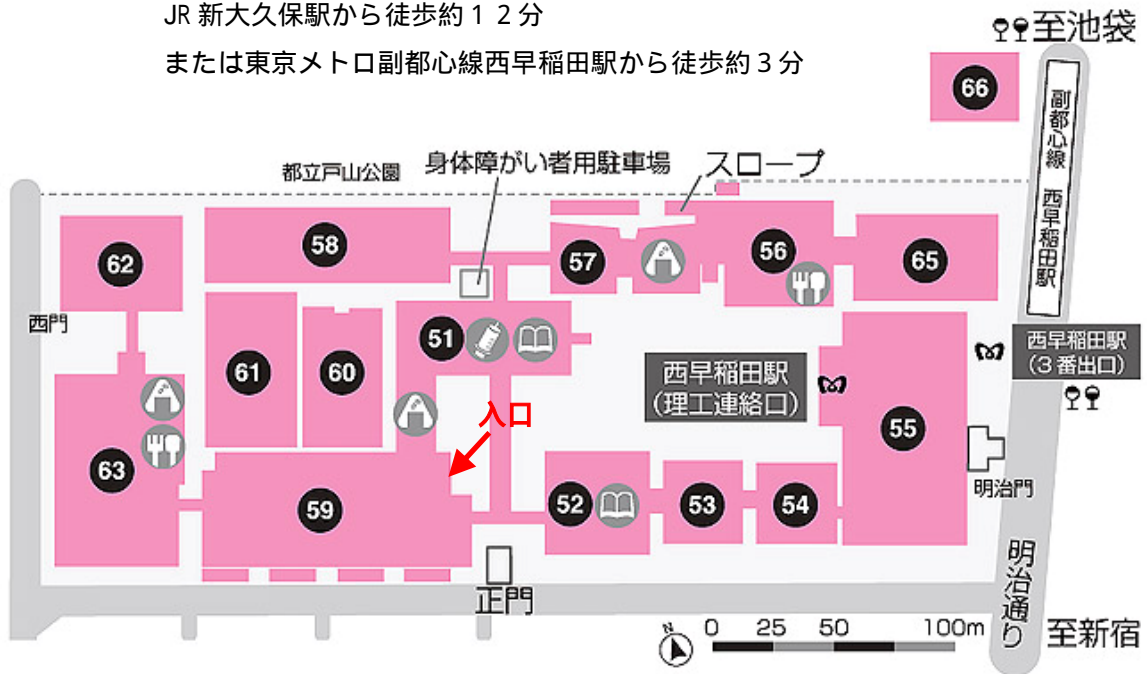 JR 新大久保駅から徒歩約１２分
または東京メトロ副都心線西早稲田駅から徒歩約３分
至池袋
66
副都心線 西早稲田駅
都立戸山公園
身体障がい者用駐車場
スロープ
62
58
57
56
65
西門
51
西早稲田駅
（3番出口）
61
60
西早稲田駅
（理工連絡口）
入口
55
63
59
52
53
54
明治門
正門
明治通り
N
0 25 50 100m
至新宿